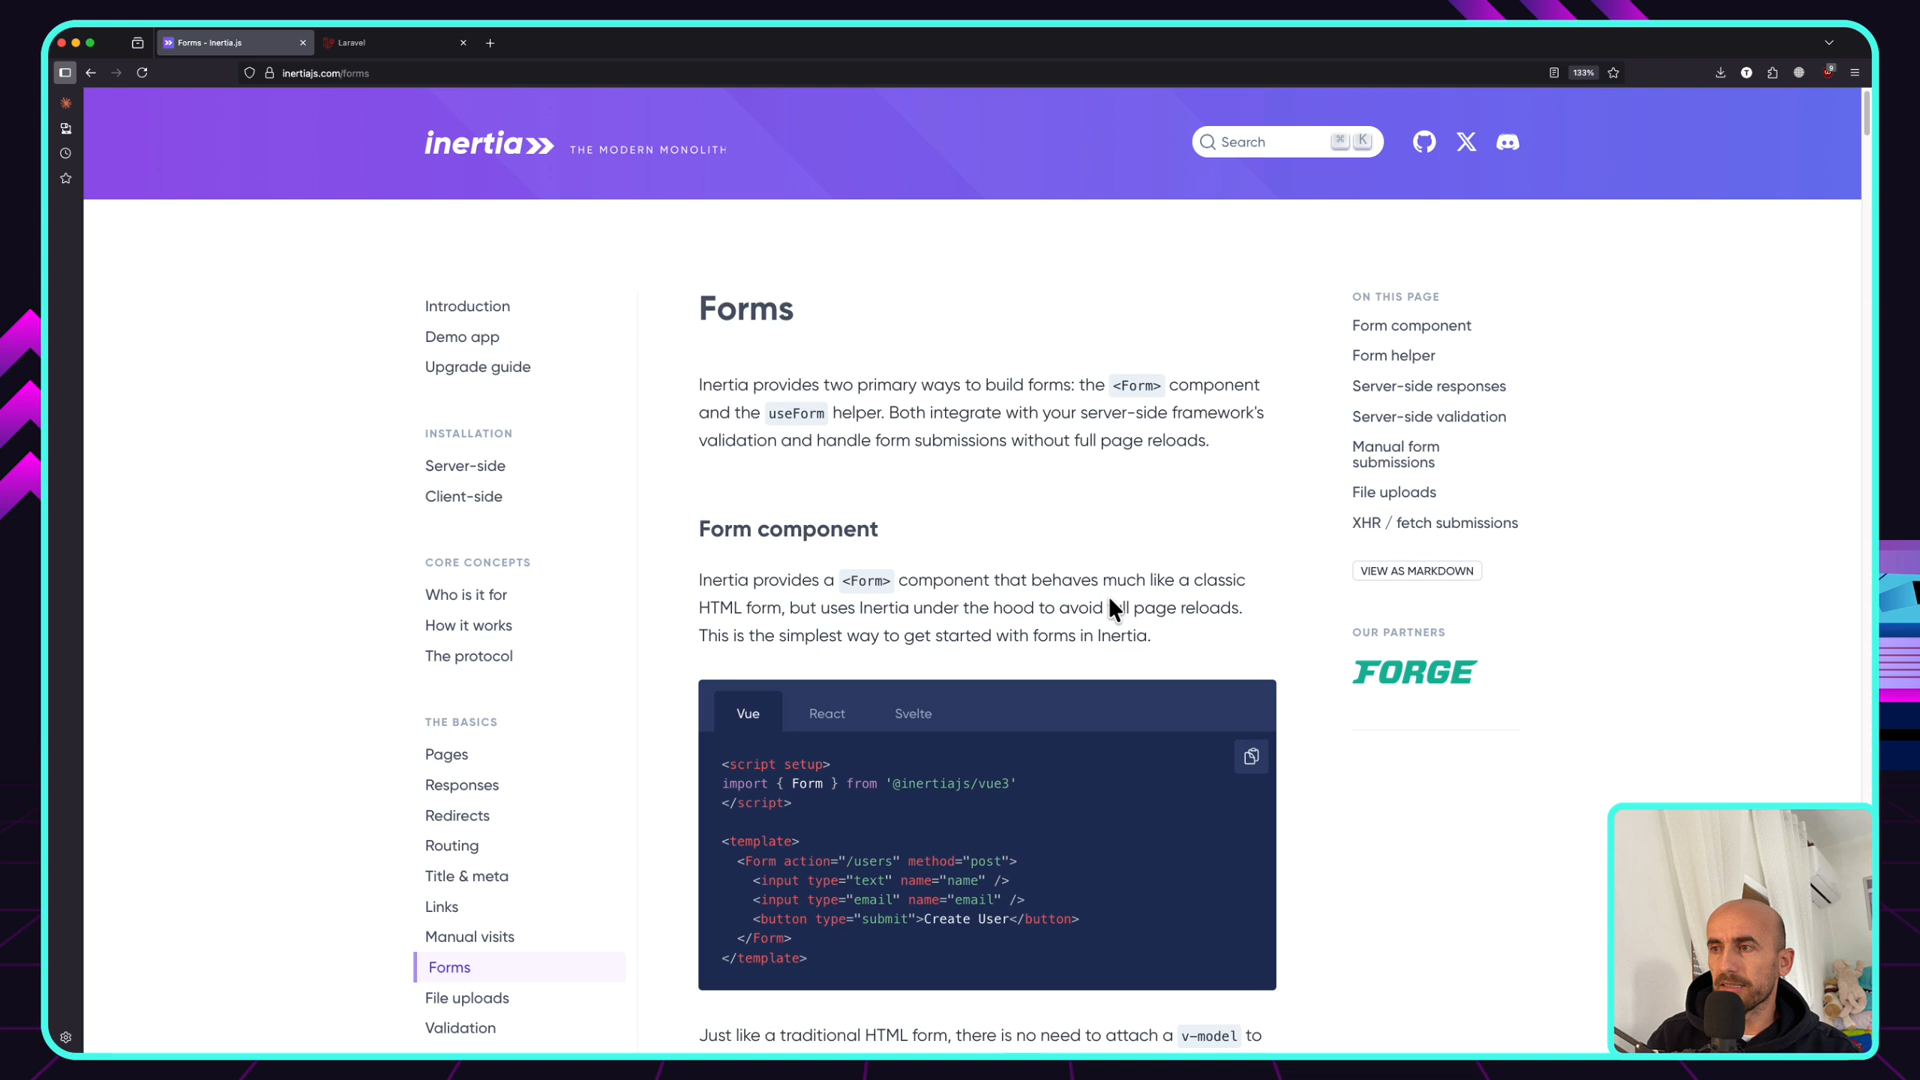 Forms - Inertia.js
Laravel
inertiajs.com/forms
133%
T
9
inertia
THE MODERN MONOLITH
Search
⌘ K
Introduction
Demo app
Upgrade guide
INSTALLATION
Server-side
Client-side
CORE CONCEPTS
Who is it for
How it works
The protocol
THE BASICS
Pages
Responses
Redirects
Routing
Title & meta
Links
Manual visits
Forms
File uploads
Validation
Forms
Inertia provides two primary ways to build forms: the <Form> component
and the useForm helper. Both integrate with your server-side framework's
validation and handle form submissions without full page reloads.
Form component
Inertia provides a <Form> component that behaves much like a classic
HTML form, but uses Inertia under the hood to avoid full page reloads.
This is the simplest way to get started with forms in Inertia.
Vue React Svelte
<script setup>
import { Form } from '@inertiajs/vue3'
</script>
<template>
<Form action="/users" method="post">
<input type="text" name="name" />
<input type="email" name="email" />
<button type="submit">Create User</button>
</Form>
</template>
Just like a traditional HTML form, there is no need to attach a v-model to
ON THIS PAGE
Form component
Form helper
Server-side responses
Server-side validation
Manual form
submissions
File uploads
XHR / fetch submissions
VIEW AS MARKDOWN
OUR PARTNERS
FORGE